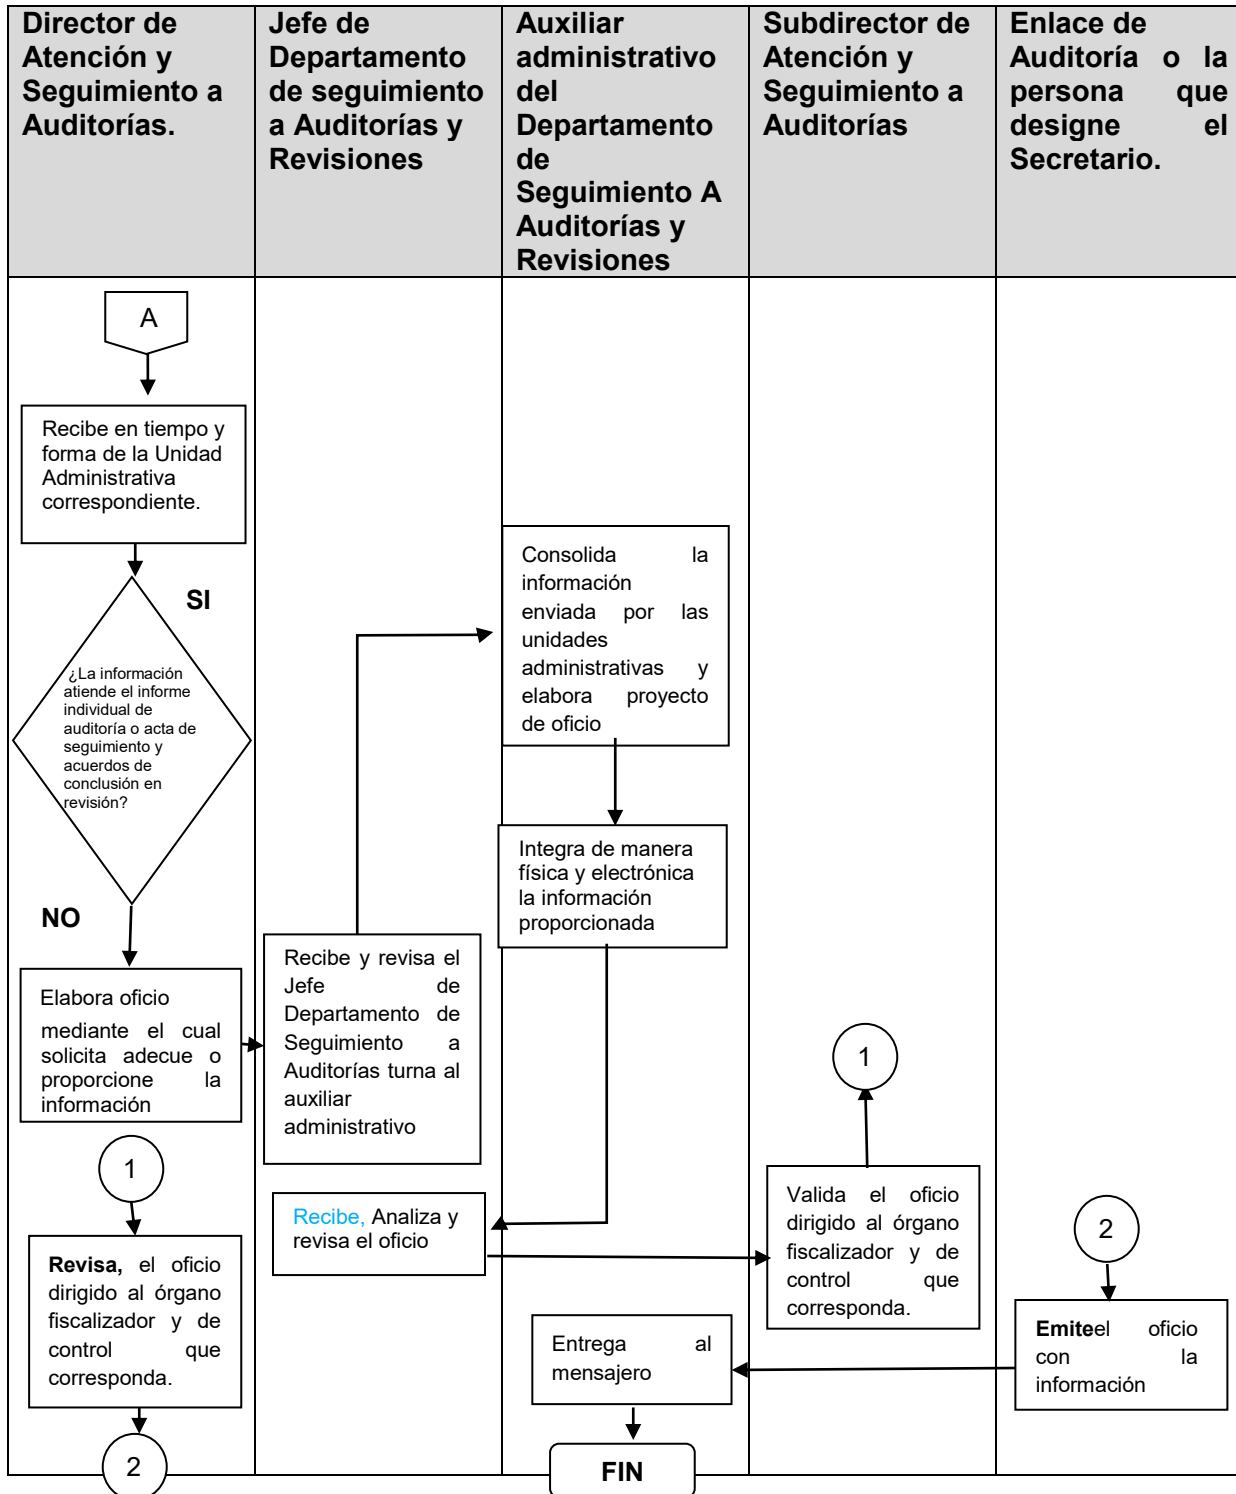 Director de
Atención y
Seguimiento a
Auditorías.
Jefe de
Departamento
de seguimiento
a Auditorías y
Revisiones
Auxiliar
administrativo
del
Departamento
de
Seguimiento A
Auditorías y
Revisiones
Subdirector de
Atención y
Seguimiento a
Auditorías
Enlace de
Auditoría o la
persona que
designe el
Secretario.
A
Recibe en tiempo y
forma de la Unidad
Administrativa
correspondiente.
SI
¿La información
atiende el informe
individual de
auditoría o acta de
seguimiento y
acuerdos de
conclusión en
revisión?
NO
Elabora oficio
mediante el cual
solicita adecue o
proporcione la
información
1
Revisa, el oficio
dirigido al órgano
fiscalizador y de
control que
corresponda.
2
Recibe y revisa el
Jefe de
Departamento de
Seguimiento a
Auditorías turna al
auxiliar
administrativo
Recibe, Analiza y
revisa el oficio
Consolida la
información
enviada por las
unidades
administrativas y
elabora proyecto
de oficio
Integra de manera
física y electrónica
la información
proporcionada
Entrega al
mensajero
FIN
1
Valida el oficio
dirigido al órgano
fiscalizador y de
control que
corresponda.
2
Emiteel oficio
con la
información